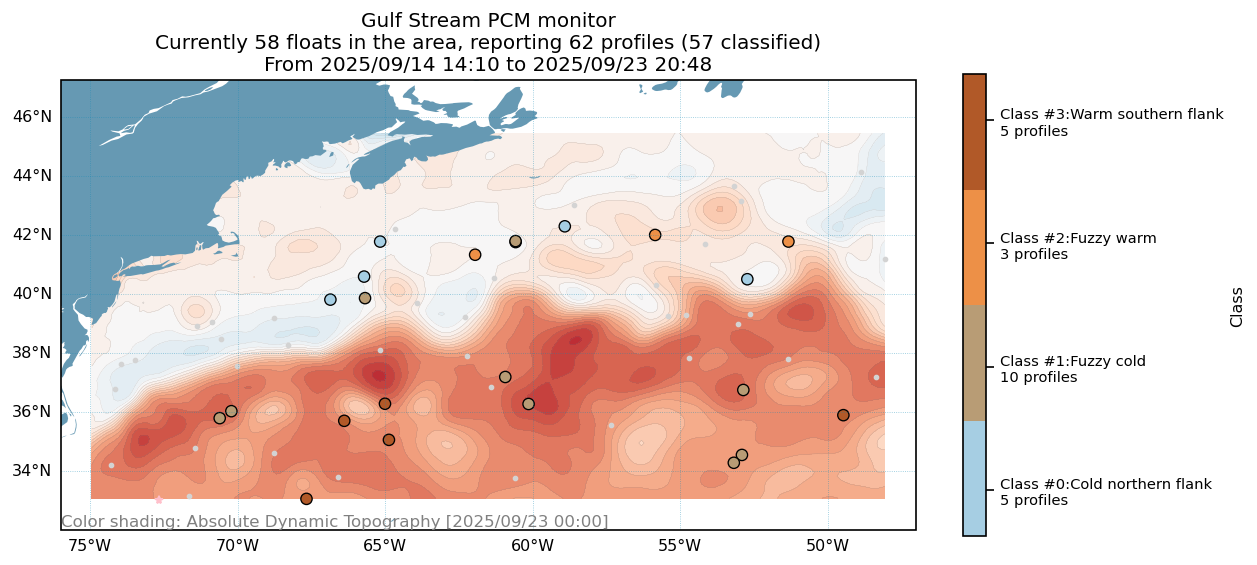 Gulf Stream PCM monitor
Currently 58 floats in the area, reporting 62 profiles (57 classified)
From 2025/09/14 14:10 to 2025/09/23 20:48
46°N
44°N
42°N
40°N
38°N
36°N
34°N
Color shading: Absolute Dynamic Topography [2025/09/23 00:00]
75°W
70°W
65°W
60°W
55°W
50°W
Class #3:Warm southern flank
5 profiles
Class #2:Fuzzy warm
3 profiles
Class #1:Fuzzy cold
10 profiles
Class #0:Cold northern flank
5 profiles
Class